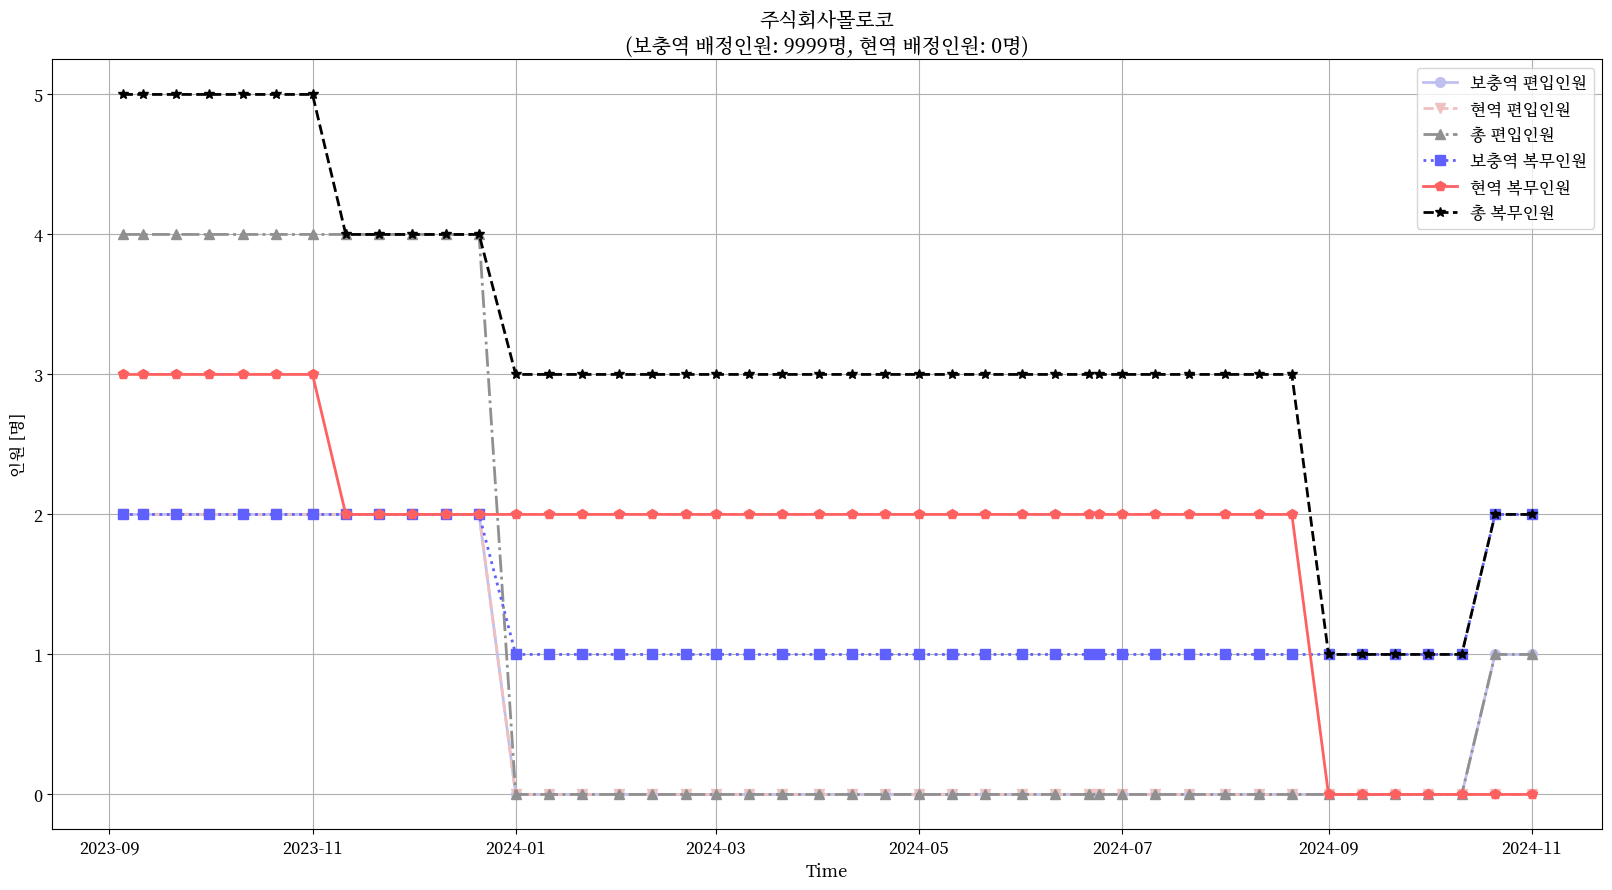 주식회사몰로코
(보충역 배정인원: 9999명, 현역 배정인원: 0명)
보충역 편입인원
현역 편입인원
총 편입인원
보충역 복무인원
현역 복무인원
총 복무인원
인원 [명]
5
4
3
2
1
0
2023-09
2023-11
2024-01
2024-03
2024-05
2024-07
2024-09
2024-11
Time